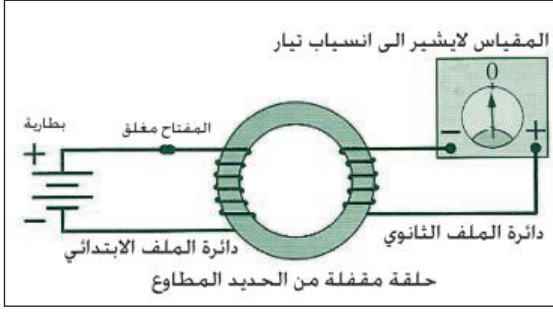 المقياس لايشير الى انسياب تيار
0
بطارية
المفتاح مغلق
+
-
- +
دائرة الملف الابتدائي
دائرة الملف الثانوي
حلقة مقفلة من الحديد المطاوع